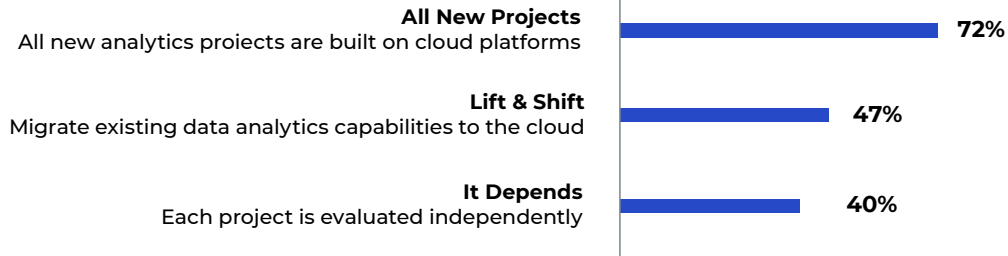 All New Projects
All new analytics projects are built on cloud platforms
72%
Lift & Shift
Migrate existing data analytics capabilities to the cloud
47%
It Depends
Each project is evaluated independently
40%